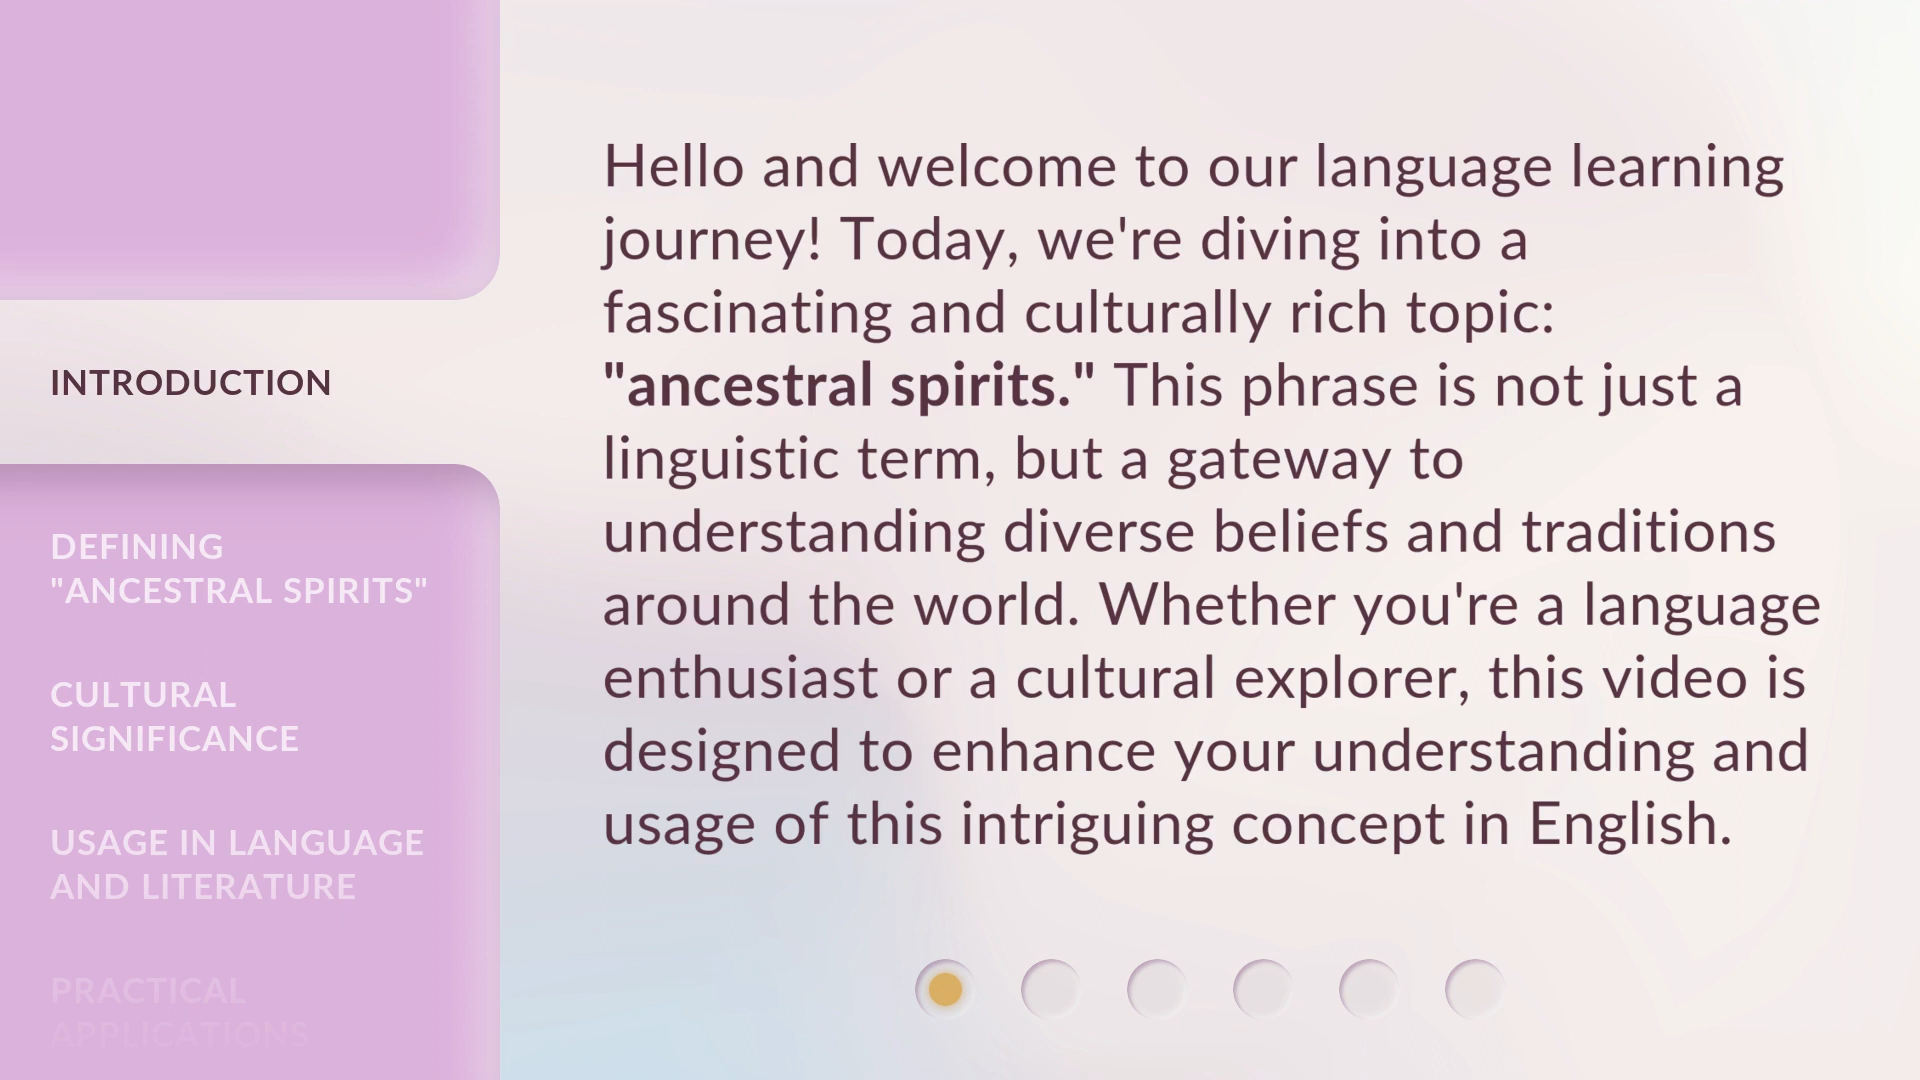 INTRODUCTION
DEFINING
"ANCESTRAL SPIRITS"
CULTURAL
SIGNIFICANCE
USAGE IN LANGUAGE
AND LITERATURE
PRACTICAL
APPLICATIONS
Hello and welcome to our language learning
journey! Today, we're diving into a
fascinating and culturally rich topic:
"ancestral spirits." This phrase is not just a
linguistic term, but a gateway to
understanding diverse beliefs and traditions
around the world. Whether you're a language
enthusiast or a cultural explorer, this video is
designed to enhance your understanding and
usage of this intriguing concept in English.